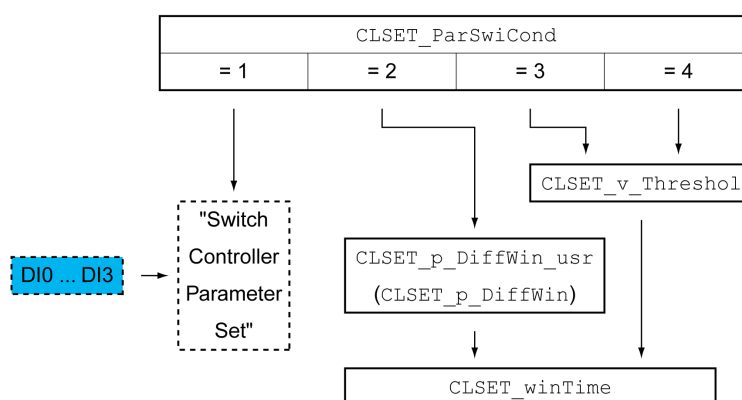 CLSET_ParSwiCond
= 1 = 2 = 3 = 4
CLSET_v_Threshol
"Switch
Controller
Parameter
Set"
DI0 ... DI3
CLSET_p_DiffWin_usr
(CLSET_p_DiffWin)
CLSET_winTime